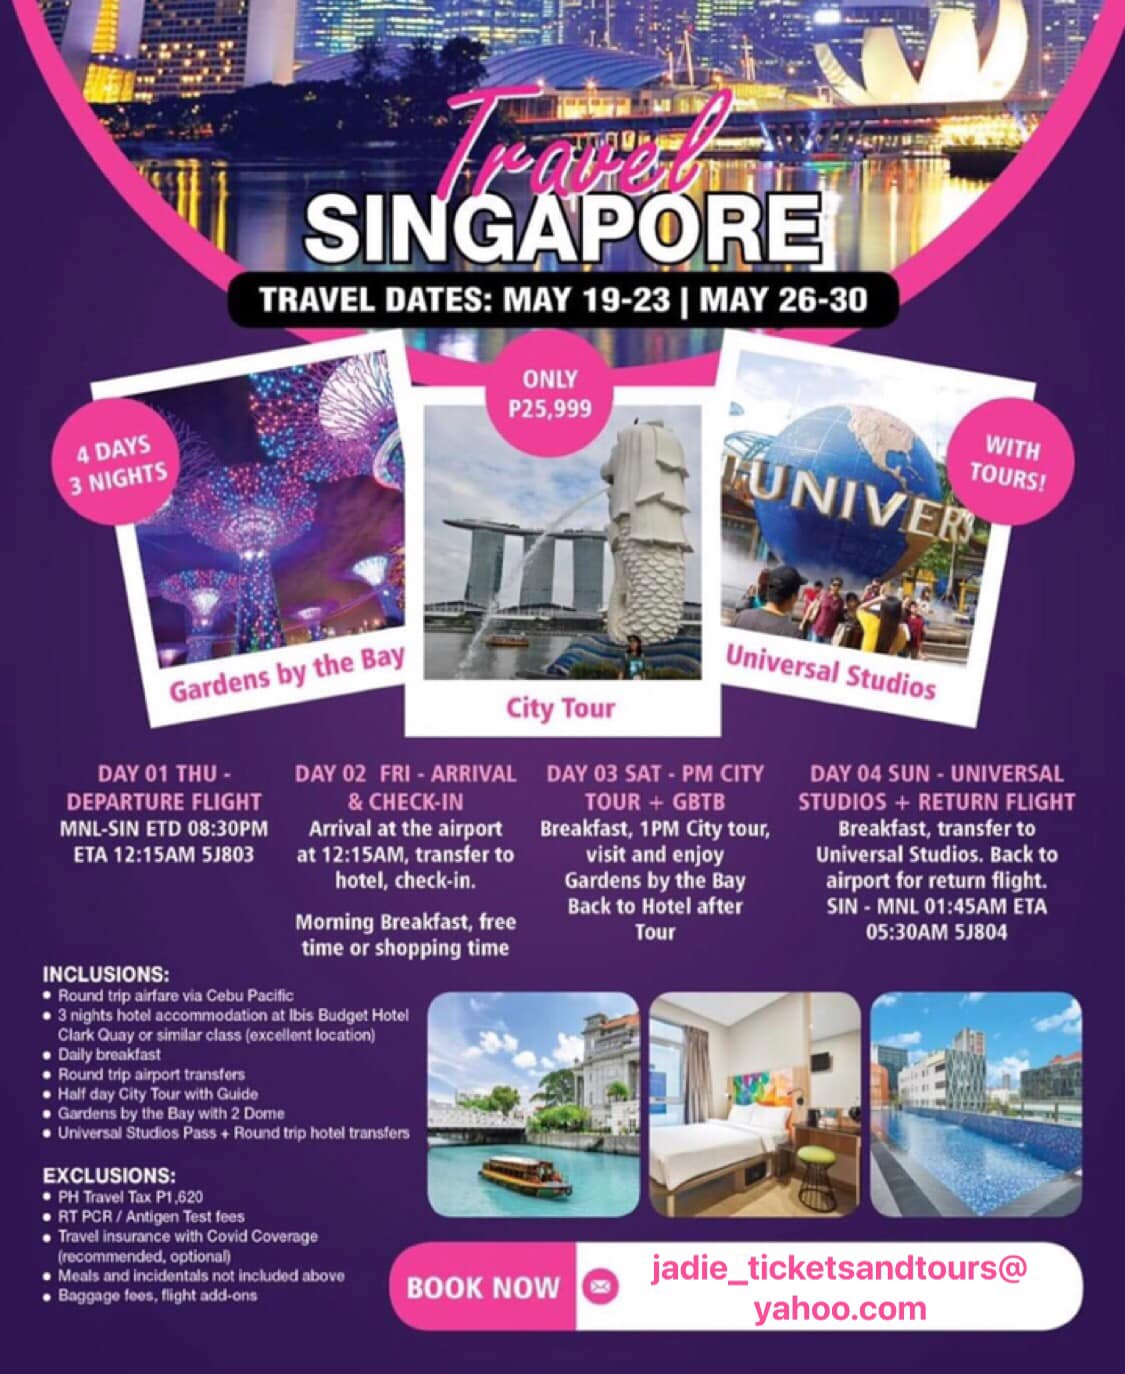 Travel
SINGAPORE
TRAVEL DATES: MAY 19-23 | MAY 26-30
4 DAYS
3 NIGHTS
ONLY
P25,999
WITH
TOURS!
UNIVERS
Gardens by the Bay
City Tour
Universal Studios
DAY 01 THU -
DEPARTURE FLIGHT
MNL-SIN ETD 08:30PM
ETA 12:15AM 5J803
DAY 02 FRI - ARRIVAL
& CHECK-IN
Arrival at the airport
at 12:15AM, transfer to
hotel, check-in.
Morning Breakfast, free
time or shopping time
DAY 03 SAT - PM CITY
TOUR + GBTB
Breakfast, 1PM City tour,
visit and enjoy
Gardens by the Bay
Back to Hotel after
Tour
DAY 04 SUN - UNIVERSAL
STUDIOS + RETURN FLIGHT
Breakfast, transfer to
Universal Studios. Back to
airport for return flight.
SIN - MNL 01:45AM ETA
05:30AM 5J804
INCLUSIONS:
• Round trip airfare via Cebu Pacific
• 3 nights hotel accommodation at Ibis Budget Hotel
Clark Quay or similar class (excellent location)
• Daily breakfast
• Round trip airport transfers
• Half day City Tour with Guide
• Gardens by the Bay with 2 Dome
• Universal Studios Pass + Round trip hotel transfers
EXCLUSIONS:
• PH Travel Tax P1,620
• RT PCR / Antigen Test fees
• Travel insurance with Covid Coverage
(recommended, optional)
• Meals and incidentals not included above
• Baggage fees, flight add-ons
BOOK NOW
jadie_ticketsandtours@
yahoo.com